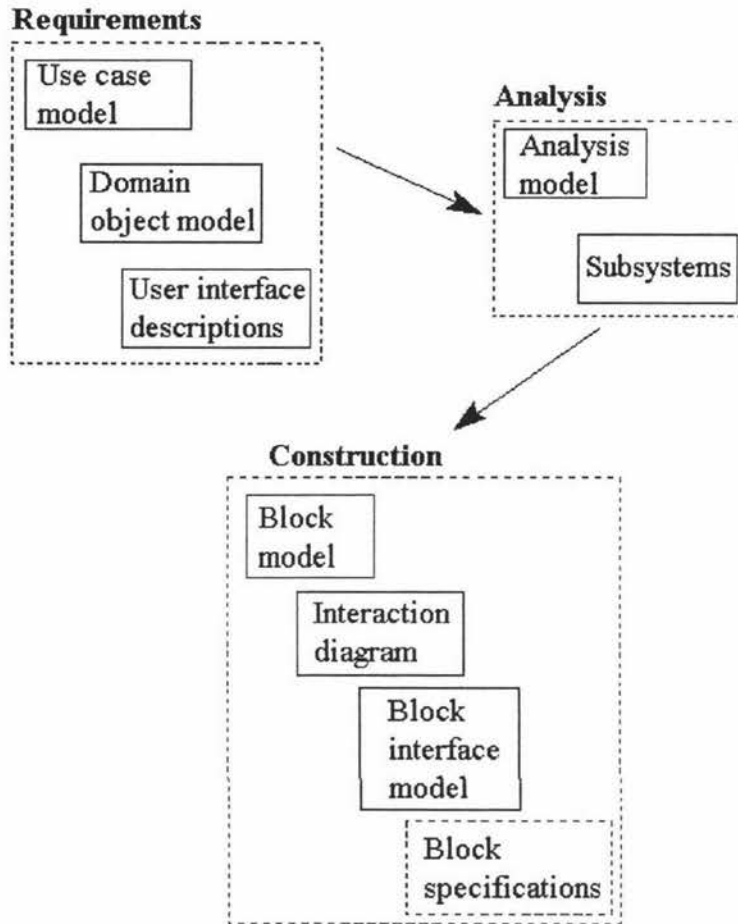 Requirements
Use case
model
Domain
object model
User interface
descriptions
Analysis
Analysis
model
Subsystems
Construction
Block
model
Interaction
diagram
Block
interface
model
Block
specifications